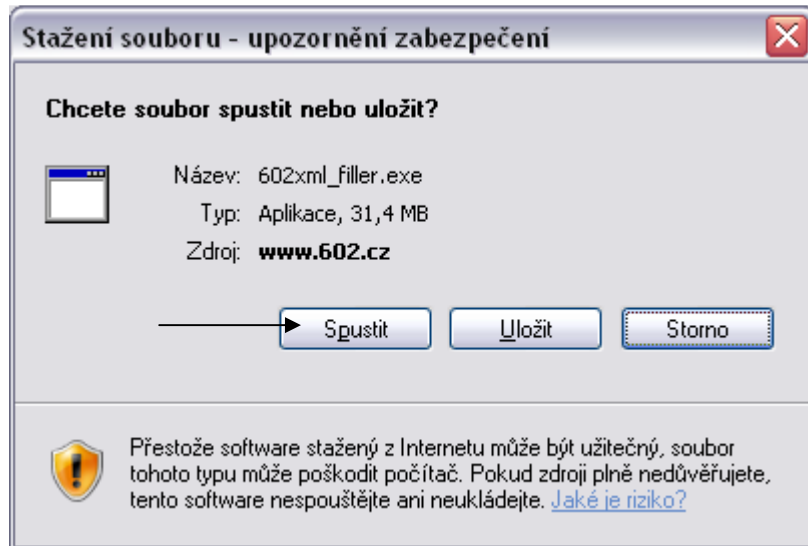 Stažení souboru - upozornění zabezpečení
Chcete soubor spustit nebo uložit?
Název: 602xml_filler.exe
Typ: Aplikace, 31,4 MB
Zdroj: www.602.cz
Spustit Uložit Storno
Přestože software stažený z Internetu může být užitečný, soubor
tohoto typu může poškodit počítač. Pokud zdroji plně nedůvěřujete,
tento software nespouštějte ani neukládejte. Jaké je riziko?